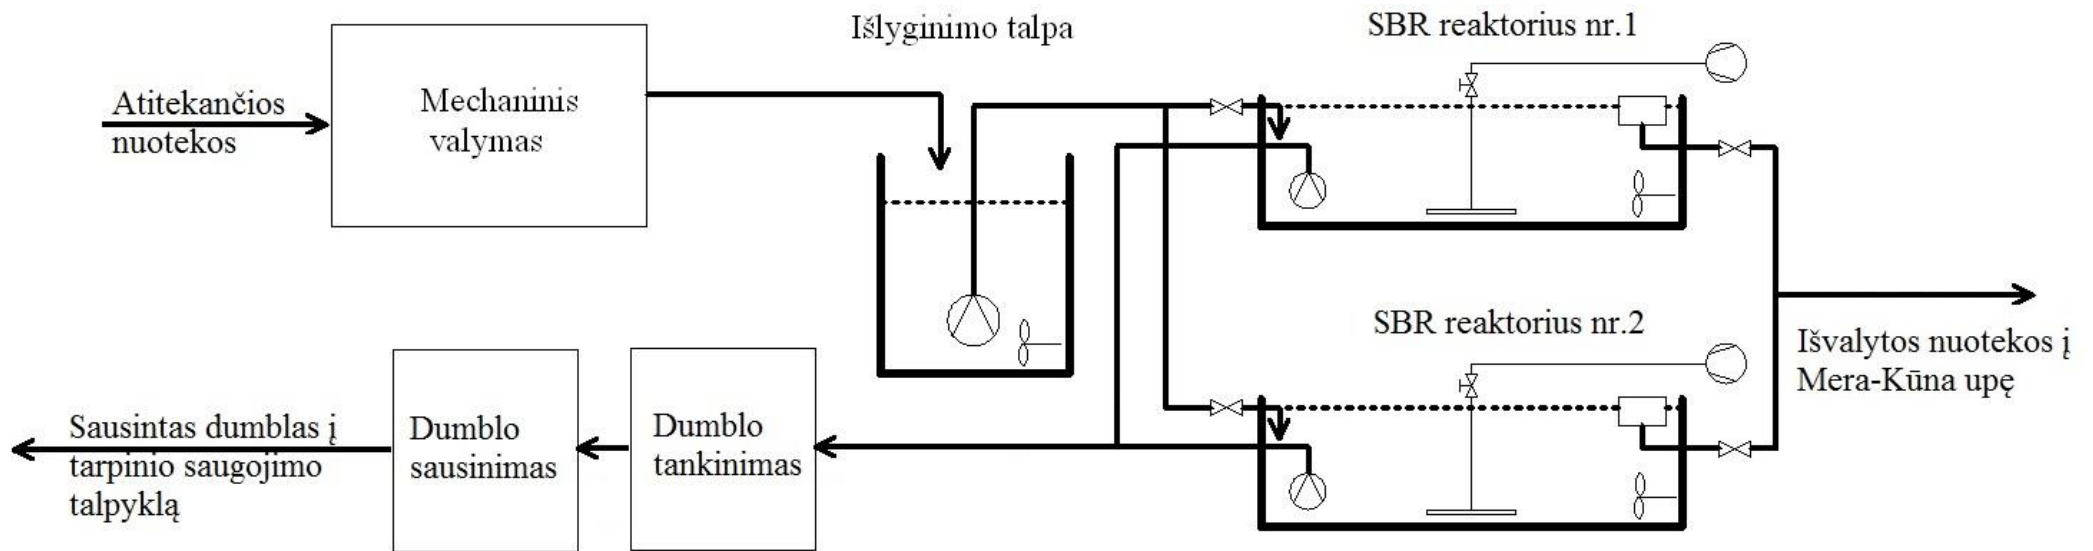 Išlyginimo talpa
SBR reaktorius nr.1
Atitekančios
nuotekos
Mechaninis
valymas
SBR reaktorius nr.2
Išvalytos nuotekos į
Mera-Kūna upę
Sausintas dumblas į
tarpinio saugojimo
talpyklą
Dumblo
sausinimas
Dumblo
tankinimas